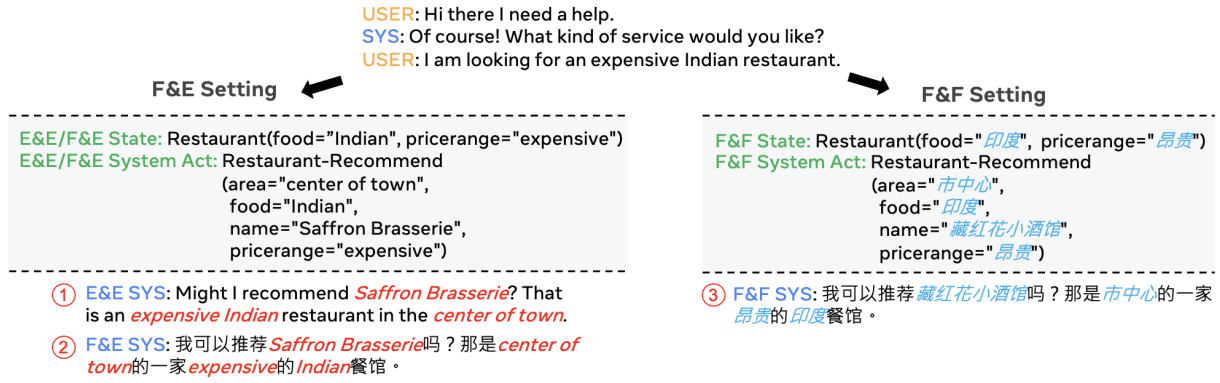 USER: Hi there I need a help.
SYS: Of course! What kind of service would you like?
USER: I am looking for an expensive Indian restaurant.
F&E Setting
E&E/F&E State: Restaurant(food=”Indian", pricerange="expensive")
E&E/F&E System Act: Restaurant-Recommend
(area="center of town",
food="Indian",
name="Saffron Brasserie",
pricerange="expensive")
① E&E SYS: Might I recommend Saffron Brasserie? That
is an expensive Indian restaurant in the center of town.
② F&E SYS: 我可以推荐Saffron Brasserie吗？那是center of
town的一家expensive的Indian餐馆。
F&F Setting
F&F State: Restaurant(food="印度", pricerange="昂贵")
F&F System Act: Restaurant-Recommend
(area="市中心",
food="印度",
name="藏红花小酒馆",
pricerange="昂贵")
③ F&F SYS: 我可以推荐藏红花小酒馆吗？那是市中心的一家
昂贵的印度餐馆。